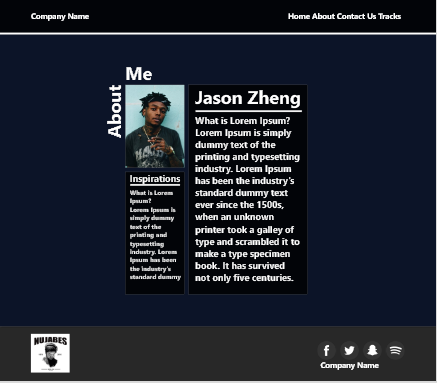 Company Name
Home About Contact Us Tracks
Me
About
Jason Zheng
What is Lorem Ipsum?
Lorem Ipsum is simply
dummy text of the
printing and typesetting
industry. Lorem Ipsum
has been the industry's
standard dummy text
ever since the 1500s,
when an unknown
printer took a galley of
type and scrambled it to
make a type specimen
book. It has survived
not only five centuries.
Inspirations
What is Lorem
Ipsum?
Lorem Ipsum is
simply dummy
text of the
printing and
typesetting
industry. Lorem
Ipsum has been
the industry's
standard dummy
NUJABES
Company Name